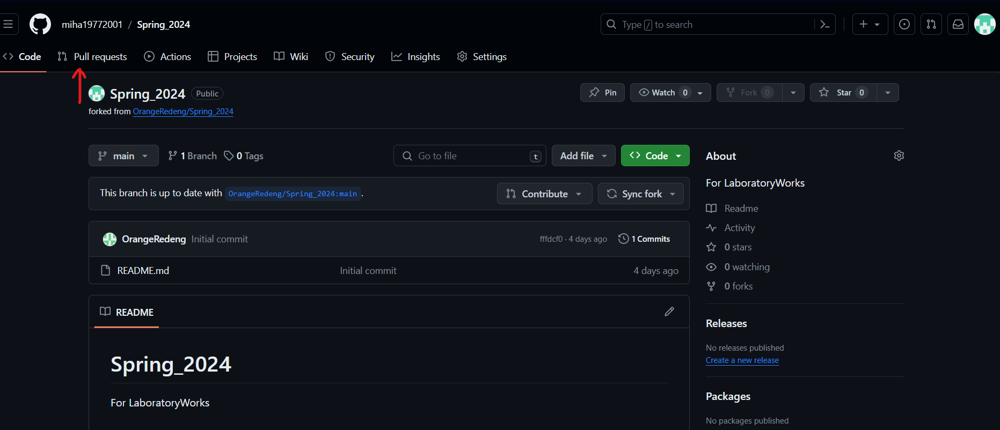 miha19772001 / Spring_2024
Type / to search
Code Pull requests Actions Projects Wiki Security Insights Settings
Spring_2024 Public
Pin Watch 0 Fork 0 Star 0
forked from OrangeRedeng/Spring_2024
main 1 Branch 0 Tags Go to file t Add file Code
This branch is up to date with OrangeRedeng/Spring_2024:main .
Contribute Sync fork
OrangeRedeng Initial commit fffdcf0 · 4 days ago 1 Commits
README.md Initial commit 4 days ago
README
Spring_2024
For LaboratoryWorks
About
For LaboratoryWorks
Readme
Activity
0 stars
0 watching
0 forks
Releases
No releases published
Create a new release
Packages
No packages published